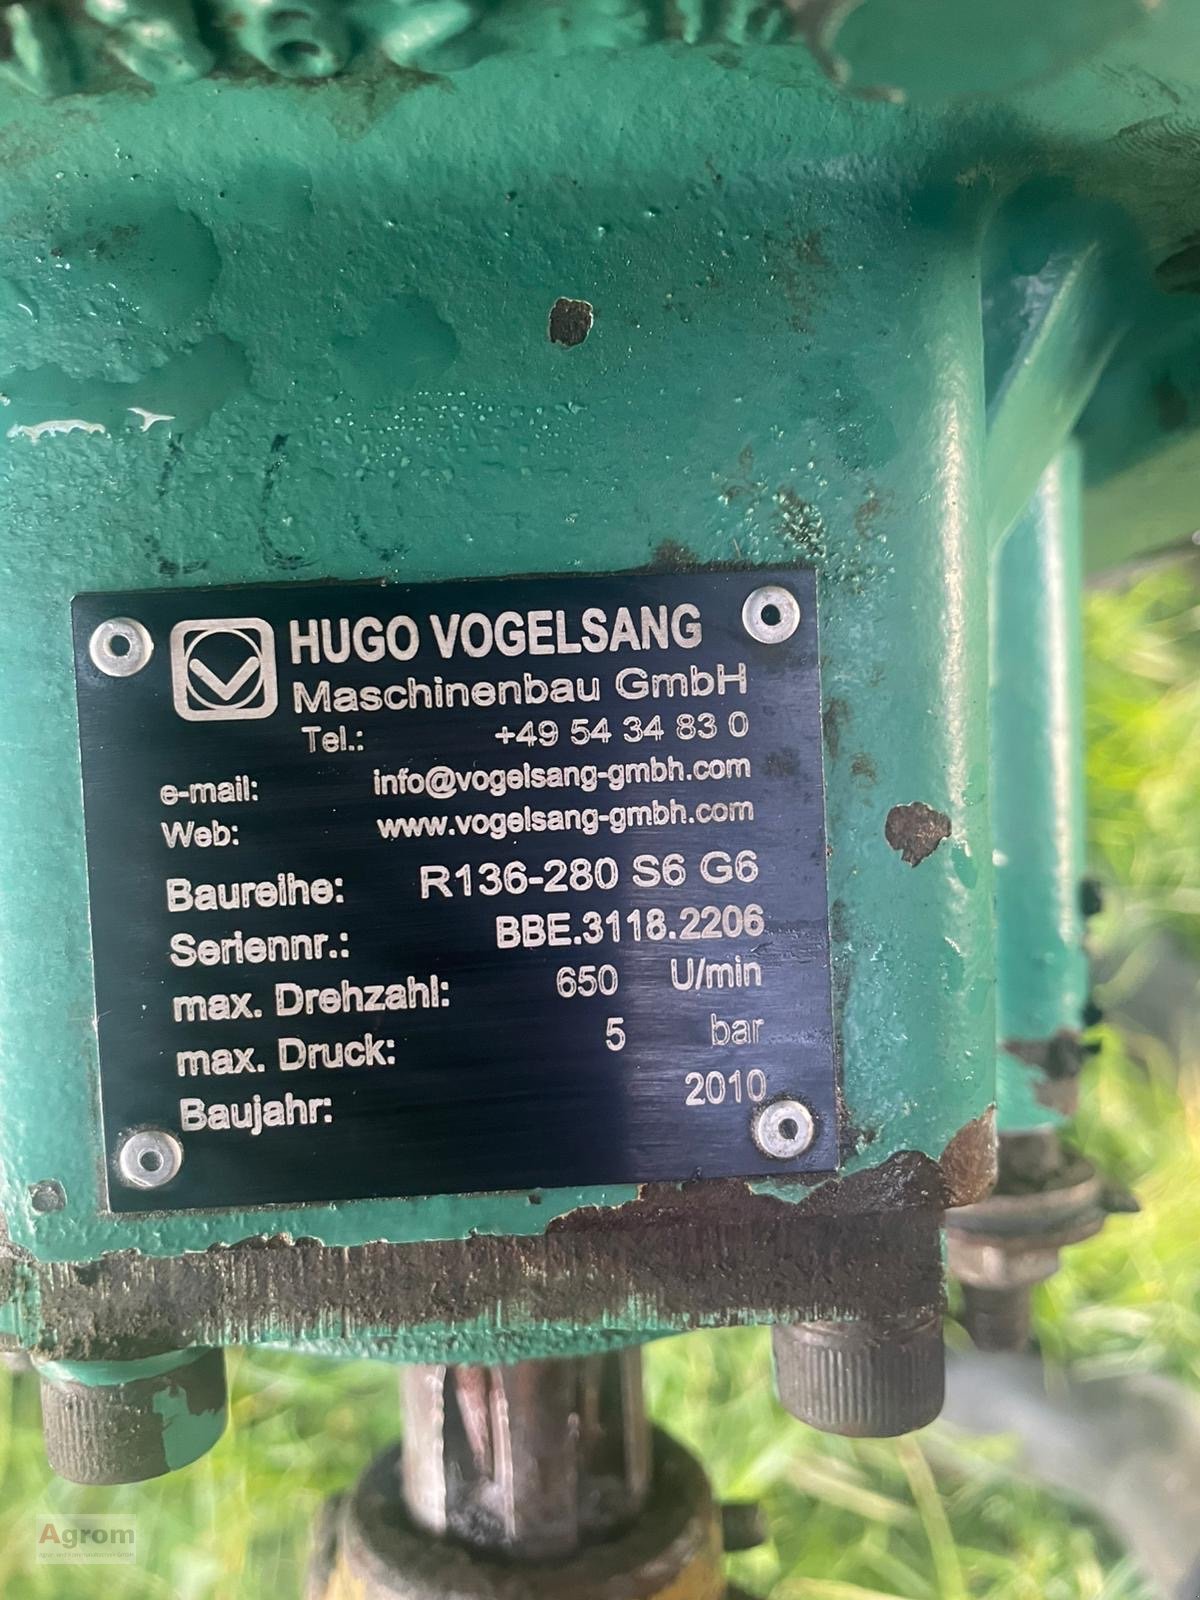 HUGO VOGELSANG
Maschinenbau GmbH
Tel.: +49 54 34 83 0
e-mail: info@vogelsang-gmbh.com
Web: www.vogelsang-gmbh.com
Baureihe: R136-280 S6 G6
Seriennr.: BBE.3118.2206
max. Drehzahl: 650 U/min
max. Druck: 5 bar
Baujahr: 2010
Agrom